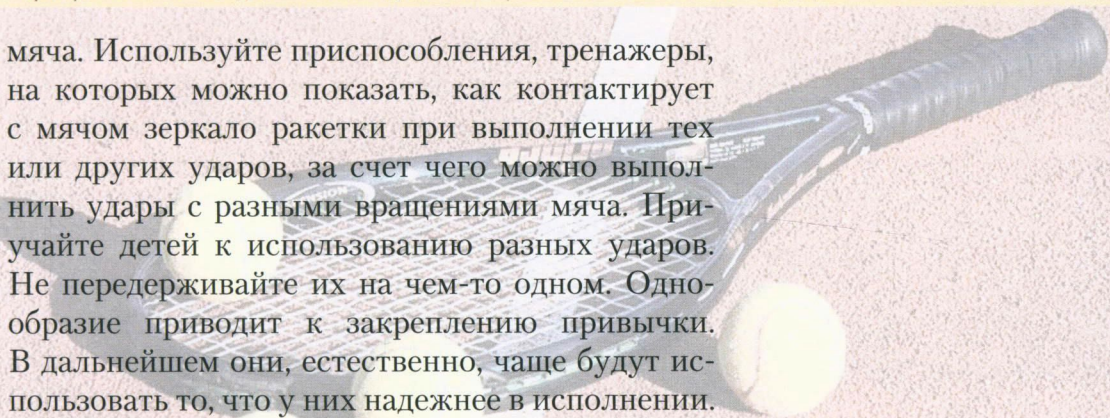 мяча. Используйте приспособления, тренажеры,
на которых можно показать, как контактирует
с мячом зеркало ракетки при выполнении тех
или других ударов, за счет чего можно выпол-
нить удары с разными вращениями мяча. При-
учайте детей к использованию разных ударов.
Не передерживайте их на чем-то одном. Одно-
образие приводит к закреплению привычки.
В дальнейшем они, естественно, чаще будут ис-
пользовать то, что у них надежнее в исполнении.